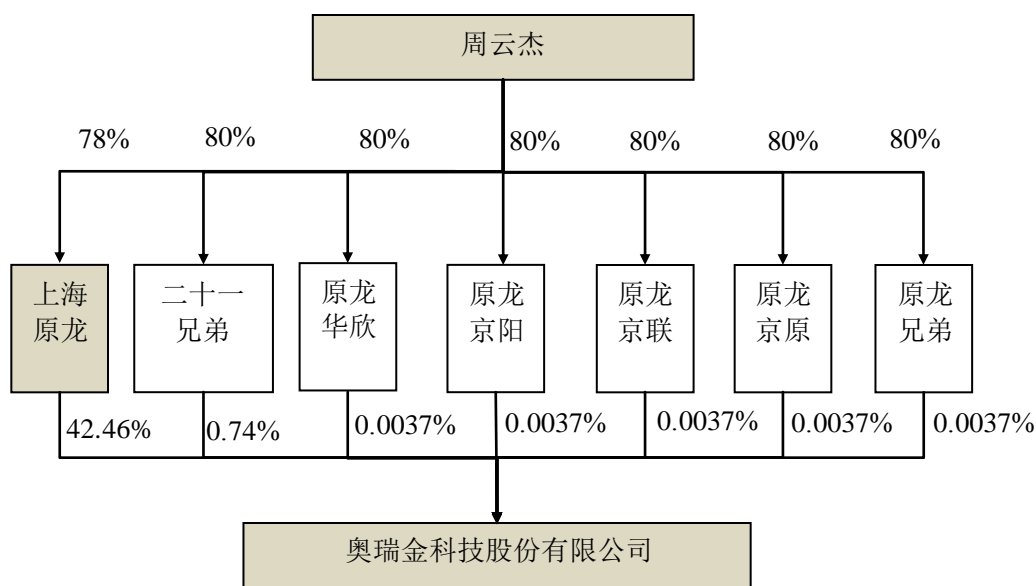 周云杰
78%
80%
80%
80%
80%
80%
80%
上海
原龙
二十一
兄弟
原龙
华欣
原龙
京阳
原龙
京联
原龙
京原
原龙
兄弟
42.46%
0.74%
0.0037%
0.0037%
0.0037%
0.0037%
0.0037%
奥瑞金科技股份有限公司